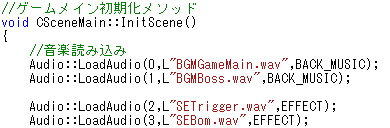 //ゲームメイン初期化メソッド
void CSceneMain::InitScene()
{
//音楽読み込み
Audio::LoadAudio(0,L"BGMGameMain.wav",BACK_MUSIC);
Audio::LoadAudio(1,L"BGMBoss.wav",BACK_MUSIC);
Audio::LoadAudio(2,L"SETrigger.wav",EFFECT);
Audio::LoadAudio(3,L"SEBom.wav",EFFECT);